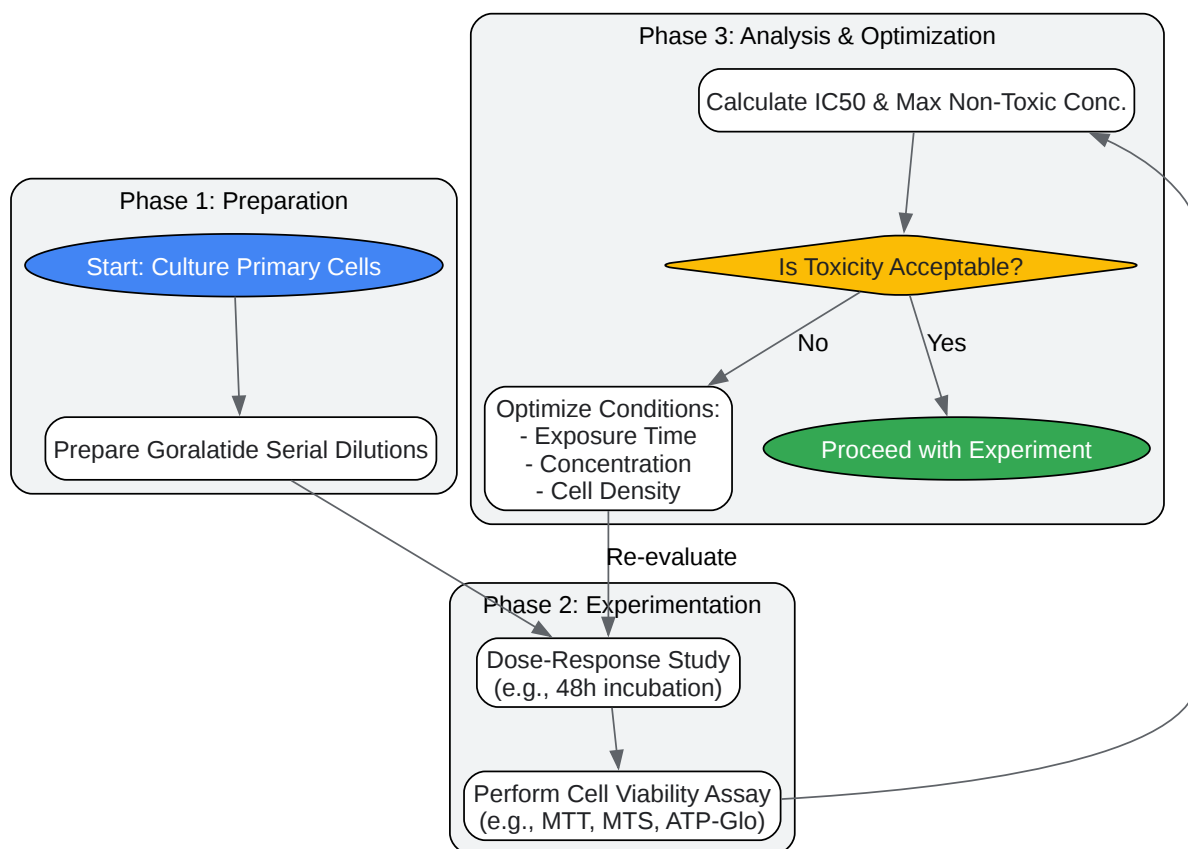 Phase 1: Preparation
Start: Culture Primary Cells
Prepare Goralatide Serial Dilutions
Phase 2: Experimentation
Dose-Response Study
(e.g., 48h incubation)
Perform Cell Viability Assay
(e.g., MTT, MTS, ATP-Glo)
Phase 3: Analysis & Optimization
Calculate IC50 & Max Non-Toxic Conc.
Is Toxicity Acceptable?
No
Yes
Optimize Conditions:
- Exposure Time
- Concentration
- Cell Density
Proceed with Experiment
Re-evaluate